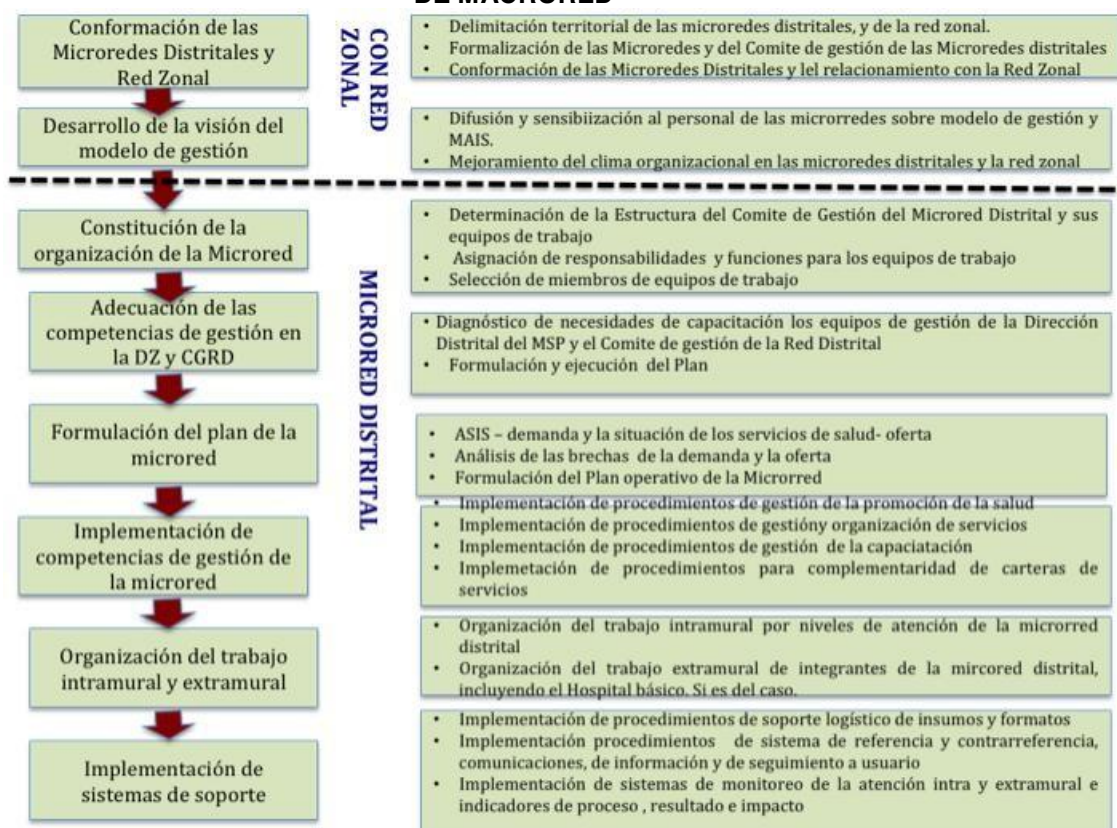 DE MACRORED
Conformación de las
Microredes Distritales y
Red Zonal
CON RED
ZONAL
• Delimitación territorial de las microredes distritales, y de la red zonal.
• Formalización de las Microredes y del Comite de gestión de las Microredes distritales
• Conformación de las Microredes Distritales y lel relacionamiento con la Red Zonal
Desarrollo de la visión del
modelo de gestión
• Difusión y sensibiización al personal de las microrredes sobre modelo de gestión y
MAIS.
• Mejoramiento del clima organizacional en las microredes distritales y la red zonal
MICRORED DISTRITAL
Constitución de la
organización de la Microred
• Determinación de la Estructura del Comite de Gestión del Microred Distrital y sus
equipos de trabajo
• Asignación de responsabilidades y funciones para los equipos de trabajo
• Selección de miembros de equipos de trabajo
Adecuación de las
competencias de gestión en
la DZ y CGRD
• Diagnóstico de necesidades de capacitación los equipos de gestión de la Dirección
Distrital del MSP y el Comite de gestión de la Red Distrital
• Formulación y ejecución del Plan
Formulación del plan de la
microred
• ASIS – demanda y la situación de los servicios de salud- oferta
• Análisis de las brechas de la demanda y la oferta
• Formulación del Plan operativo de la Microrred
Implementación de
competencias de gestión de
la microred
• Implementación de procedimientos de gestión de la promoción de la salud
• Implementación de procedimientos de gestióny organización de servicios
• Implementación de procedimientos de gestión de la capaciatación
• Implemetación de procedimientos para complementaridad de carteras de
servicios
Organización del trabajo
intramural y extramural
• Organización del trabajo intramural por niveles de atención de la microrred
distrital
• Organización del trabajo extramural de integrantes de la mircored distrital,
incluyendo el Hospital básico. Si es del caso.
Implementación de
sistemas de soporte
• Implementación de procedimientos de soporte logístico de insumos y formatos
• Implementación procedimientos de sistema de referencia y contrarreferencia,
comunicaciones, de información y de seguimiento a usuario
• Implementación de sistemas de monitoreo de la atención intra y extramural e
indicadores de proceso , resultado e impacto